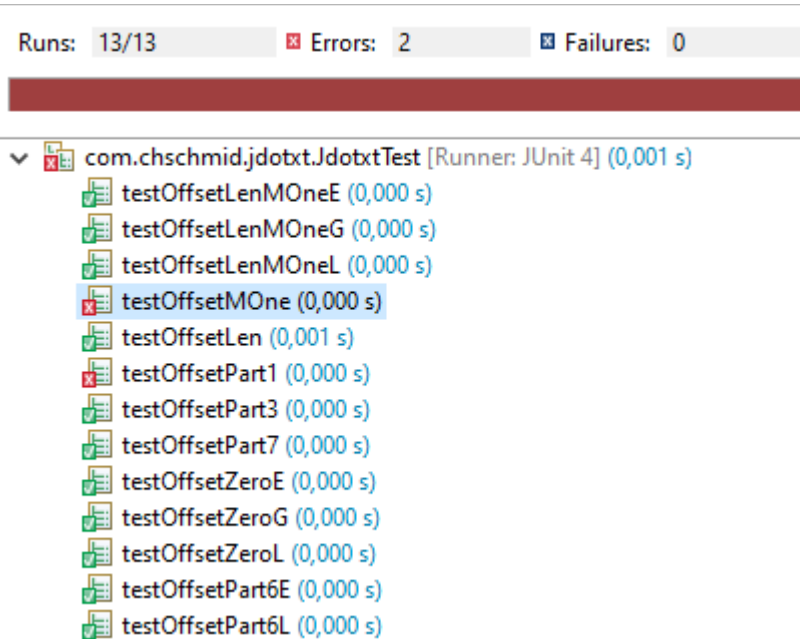 Runs: 13/13 Errors: 2 Failures: 0
com.chschmid.jdotxt.JdotxtTest [Runner: JUnit 4] (0,001 s)
testOffsetLenMOneE (0,000 s)
testOffsetLenMOneG (0,000 s)
testOffsetLenMOneL (0,000 s)
testOffsetMOne (0,000 s)
testOffsetLen (0,001 s)
testOffsetPart1 (0,000 s)
testOffsetPart3 (0,000 s)
testOffsetPart7 (0,000 s)
testOffsetZeroE (0,000 s)
testOffsetZeroG (0,000 s)
testOffsetZeroL (0,000 s)
testOffsetPart6E (0,000 s)
testOffsetPart6L (0,000 s)